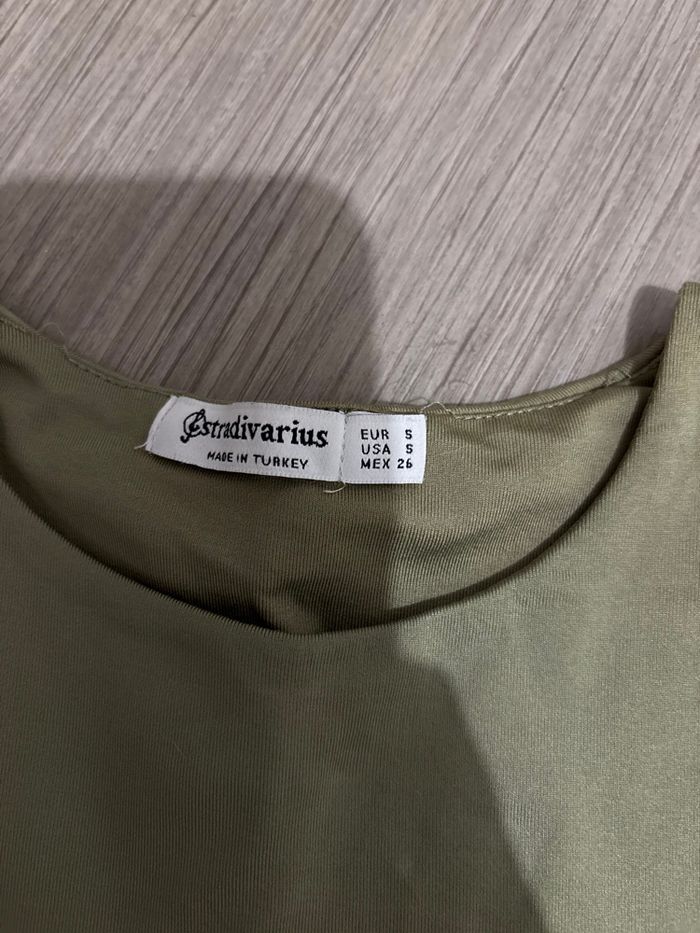 stradivarius
MADE IN TURKEY
EUR S
USA S
MEX 26